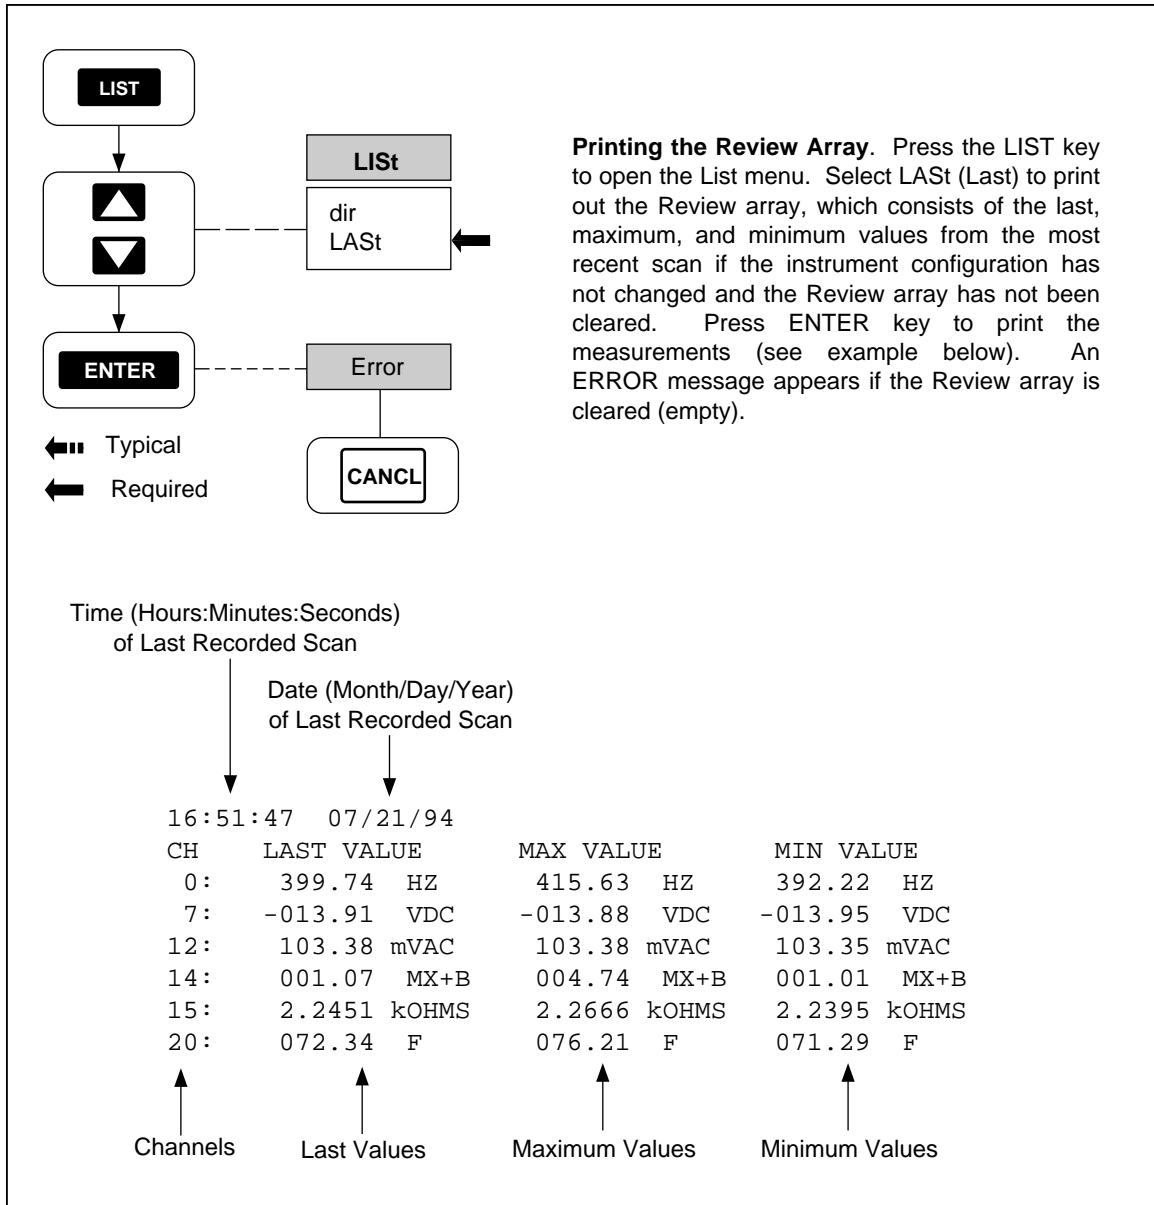 LIST
LISt
dir
LASt
ENTER
Error
CANCL
Typical
Required
Printing the Review Array. Press the LIST key
to open the List menu. Select LASt (Last) to print
out the Review array, which consists of the last,
maximum, and minimum values from the most
recent scan if the instrument configuration has
not changed and the Review array has not been
cleared. Press ENTER key to print the
measurements (see example below). An
ERROR message appears if the Review array is
cleared (empty).
Time (Hours:Minutes:Seconds)
of Last Recorded Scan
Date (Month/Day/Year)
of Last Recorded Scan
16:51:47 07/21/94
CH LAST VALUE MAX VALUE MIN VALUE
0: 399.74 HZ 415.63 HZ 392.22 HZ
7: -013.91 VDC -013.88 VDC -013.95 VDC
12: 103.38 mVAC 103.38 mVAC 103.35 mVAC
14: 001.07 MX+B 004.74 MX+B 001.01 MX+B
15: 2.2451 kOHMS 2.2666 kOHMS 2.2395 kOHMS
20: 072.34 F 076.21 F 071.29 F
Channels Last Values Maximum Values Minimum Values